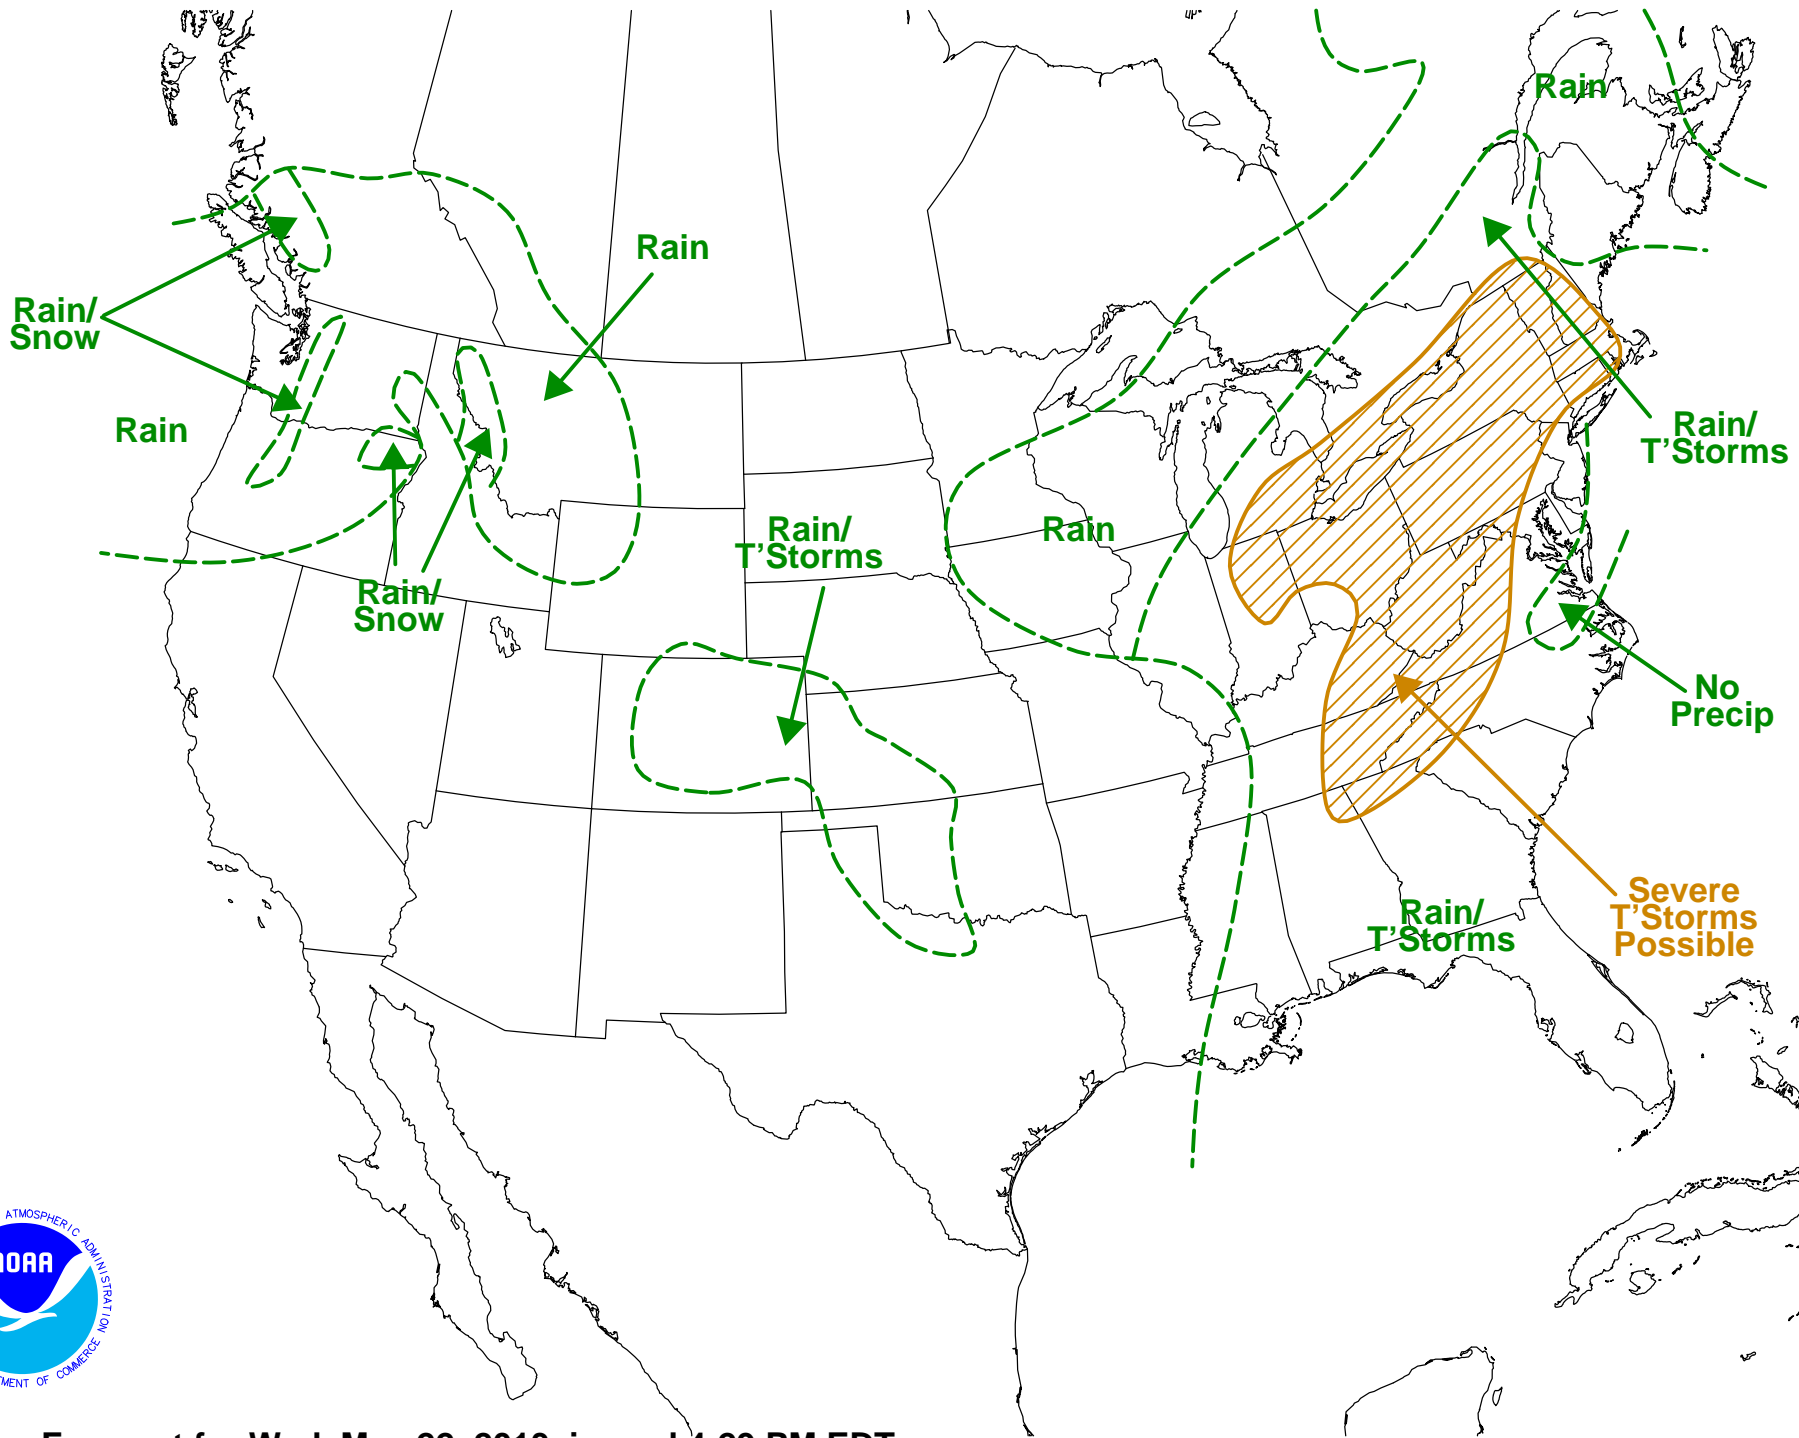 Rain
Rain
Rain/
Snow
Rain
Rain/
T'Storms
Rain/
T'Storms
Rain
Rain/
Snow
No
Precip
Severe
T'Storms
Possible
Rain/
T'Storms
ATMOSPHERIC ADMINISTRATION
NOAA
MENT OF COMMERCE